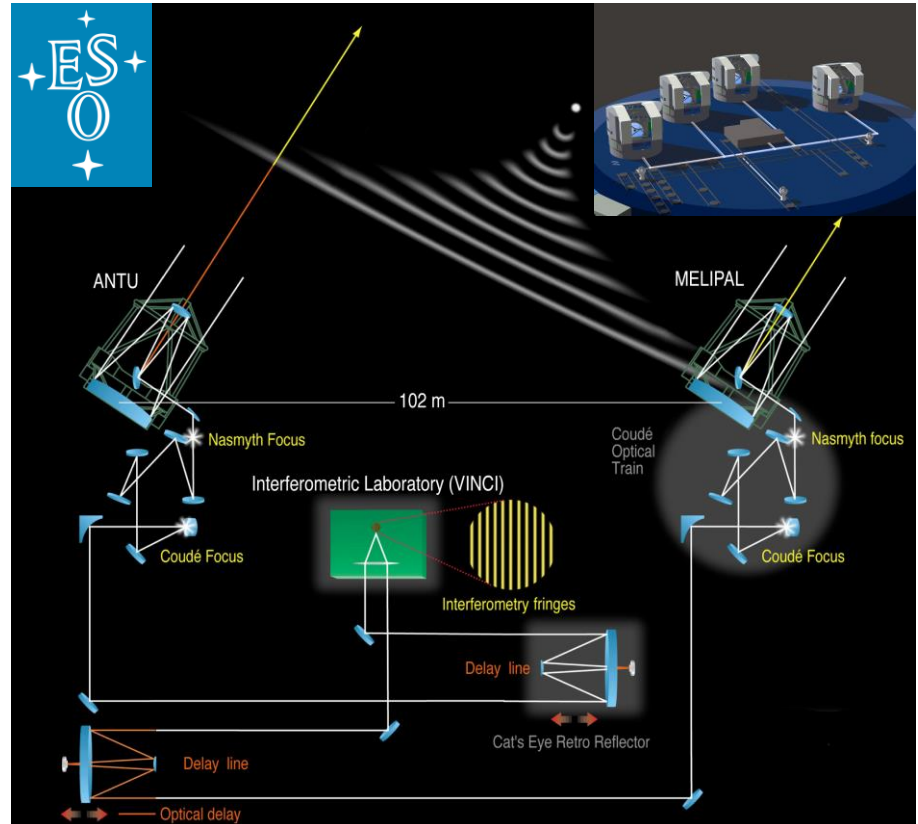 ESO
ANTU
MELIPAL
102 m
Nasmyth Focus
Coudé
Optical
Train
Nasmyth focus
Interferometric Laboratory (VINCI)
Coudé Focus
Coudé Focus
Interferometry fringes
Delay line
Cat's Eye Retro Reflector
Delay line
Optical delay